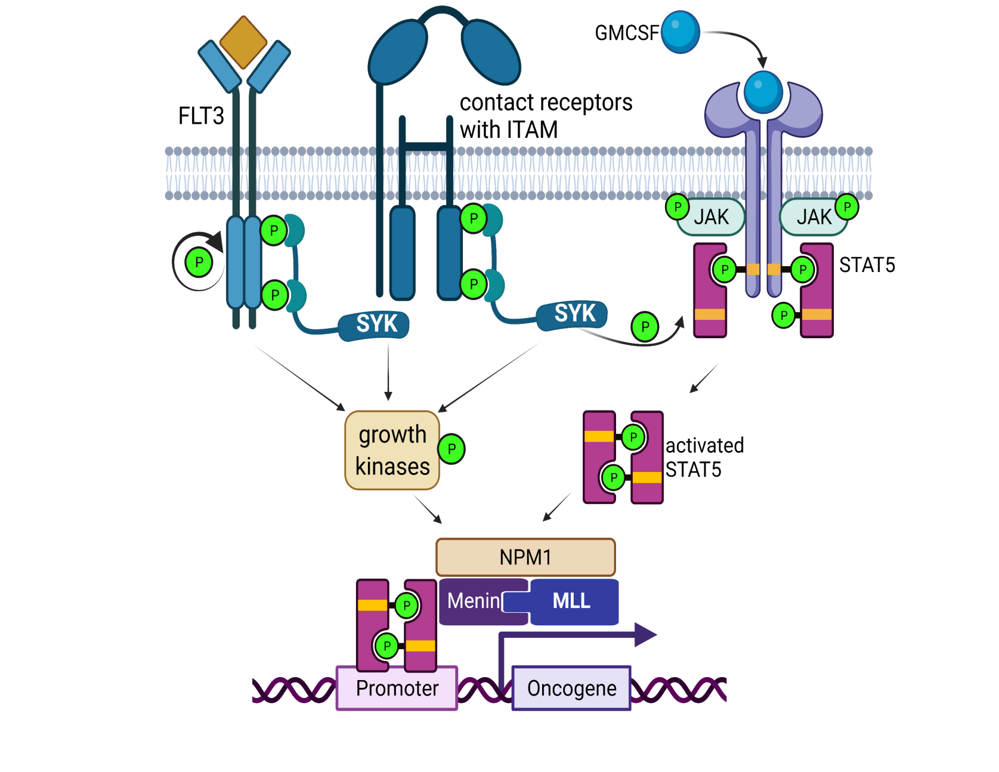 GMCSF
FLT3
contact receptors
with ITAM
P
JAK
JAK
P
P
P
P
P
P
P
P
STAT5
P
P
SYK
SYK
P
growth
kinases
P
P
activated
STAT5
P
NPM1
Menin
MLL
P
P
Promoter
Oncogene